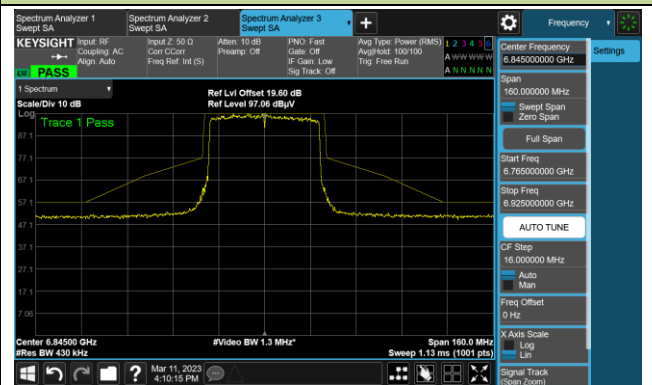 Spectrum Analyzer 1
Swept SA
Spectrum Analyzer 2
Swept SA
Spectrum Analyzer 3
Swept SA
Frequency
KEYSIGHT
Input: RF
Coupling: AC
Align: Auto
Input Z: 50 Ω
Corr CCorr
Freq Ref: Int (S)
Atten: 10 dB
Preamp: Off
PNO: Fast
Gate: Off
IF Gain: Low
Sig Track: Off
Avg Type: Power (RMS)
Avg|Hold: 100/100
Trig: Free Run
1 2 3 4 5 6
A W W W W W
A N N N N N
LXI PASS
Center Frequency
6.845000000 GHz
Settings
Span
160.000000 MHz
Swept Span
Zero Span
Full Span
Start Freq
6.765000000 GHz
Stop Freq
6.925000000 GHz
AUTO TUNE
CF Step
16.000000 MHz
Auto
Man
Freq Offset
0 Hz
X Axis Scale
Log
Lin
Signal Track
(Span Zoom)
1 Spectrum
Scale/Div 10 dB
Ref Lvl Offset 19.60 dB
Ref Level 97.06 dBµV
Log
Trace 1 Pass
87.1
77.1
67.1
57.1
47.1
37.1
27.1
17.1
7.06
Center 6.84500 GHz
#Res BW 430 kHz
#Video BW 1.3 MHz*
Span 160.0 MHz
Sweep 1.13 ms (1001 pts)
?
Mar 11, 2023
4:10:15 PM